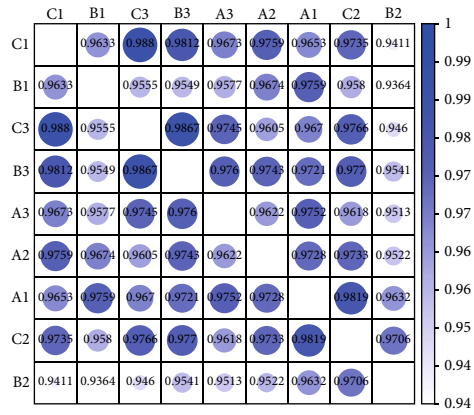 C1 B1 C3 B3 A3 A2 A1 C2 B2
C1 0.9633 0.988 0.9812 0.9673 0.9759 0.9653 0.9735 0.9411
B1 0.9633 0.9555 0.9549 0.9577 0.9674 0.9759 0.958 0.9364
C3 0.988 0.9555 0.9867 0.9745 0.9605 0.967 0.9766 0.946
B3 0.9812 0.9549 0.9867 0.976 0.9743 0.9721 0.977 0.9541
A3 0.9673 0.9577 0.9745 0.976 0.9622 0.9752 0.9618 0.9513
A2 0.9759 0.9674 0.9605 0.9743 0.9622 0.9728 0.9733 0.9522
A1 0.9653 0.9759 0.967 0.9721 0.9752 0.9728 0.9819 0.9632
C2 0.9735 0.958 0.9766 0.977 0.9618 0.9733 0.9819 0.9706
B2 0.9411 0.9364 0.946 0.9541 0.9513 0.9522 0.9632 0.9706
1
0.99
0.99
0.98
0.97
0.97
0.96
0.96
0.95
0.94
0.94